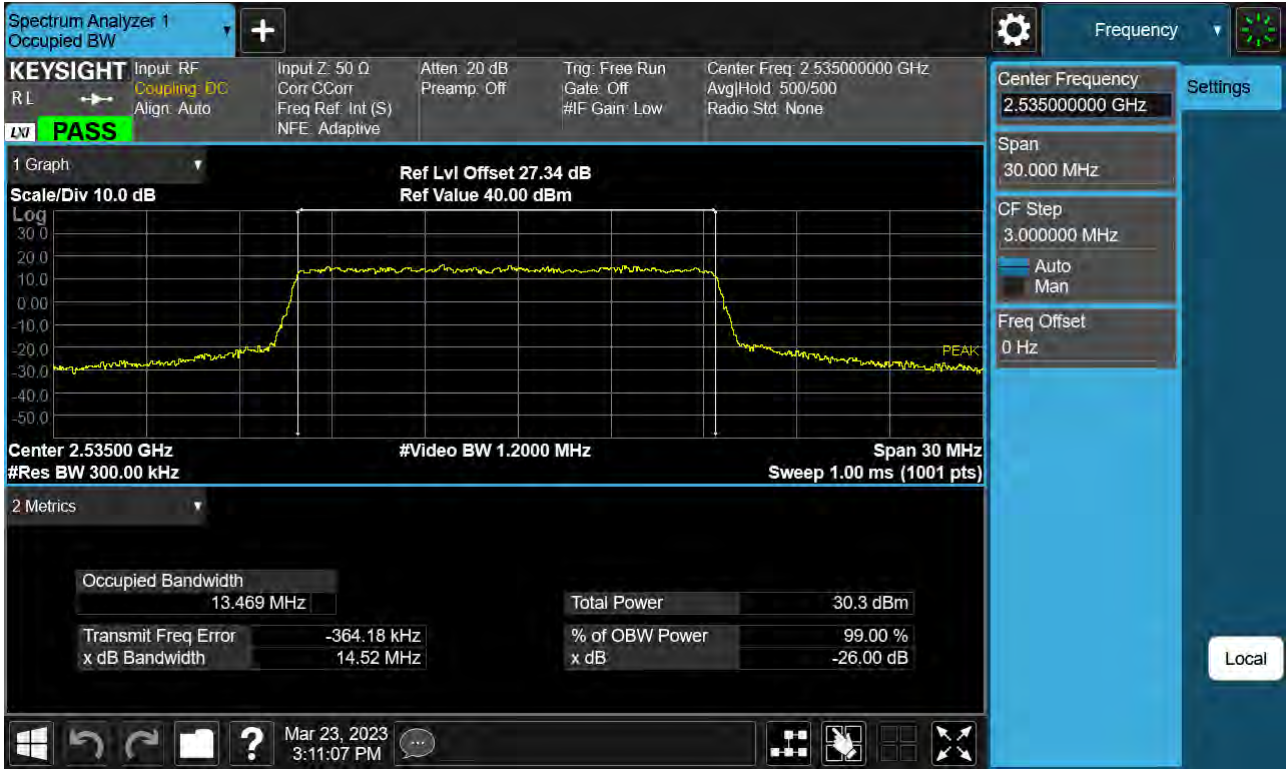 Spectrum Analyzer 1
Occupied BW
+
Frequency
KEYSIGHT
RL
LXI
PASS
Input: RF
Coupling: DC
Align: Auto
Input Z: 50 Ω
Corr CCorr
Freq Ref: Int (S)
NFE: Adaptive
Atten: 20 dB
Preamp: Off
Trig: Free Run
Gate: Off
#IF Gain: Low
Center Freq: 2.535000000 GHz
Avg|Hold: 500/500
Radio Std: None
1 Graph
Scale/Div 10.0 dB
Ref Lvl Offset 27.34 dB
Ref Value 40.00 dBm
Log
30.0
20.0
10.0
0.00
-10.0
-20.0
-30.0
-40.0
-50.0
PEAK
Center 2.53500 GHz
#Video BW 1.2000 MHz
Span 30 MHz
#Res BW 300.00 kHz
Sweep 1.00 ms (1001 pts)
2 Metrics
Occupied Bandwidth
13.469 MHz
Total Power 30.3 dBm
Transmit Freq Error -364.18 kHz
% of OBW Power 99.00 %
x dB Bandwidth 14.52 MHz
x dB -26.00 dB
Center Frequency
2.535000000 GHz
Span
30.000 MHz
CF Step
3.000000 MHz
Auto
Man
Freq Offset
0 Hz
Settings
Local
?
Mar 23, 2023
3:11:07 PM